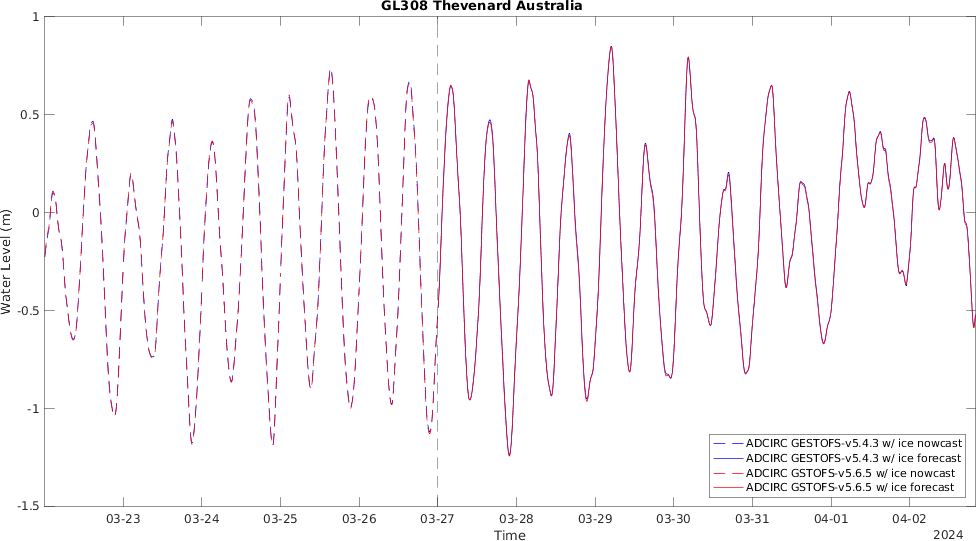 GL308 Thevenard Australia
1
0.5
0
-0.5
-1
-1.5
Water Level (m)
ADCIRC GESTOFS-v5.4.3 w/ ice nowcast
ADCIRC GESTOFS-v5.4.3 w/ ice forecast
ADCIRC GSTOFS-v5.6.5 w/ ice nowcast
ADCIRC GSTOFS-v5.6.5 w/ ice forecast
03-23 03-24 03-25 03-26 03-27 03-28 03-29 03-30 03-31 04-01 04-02
Time
2024